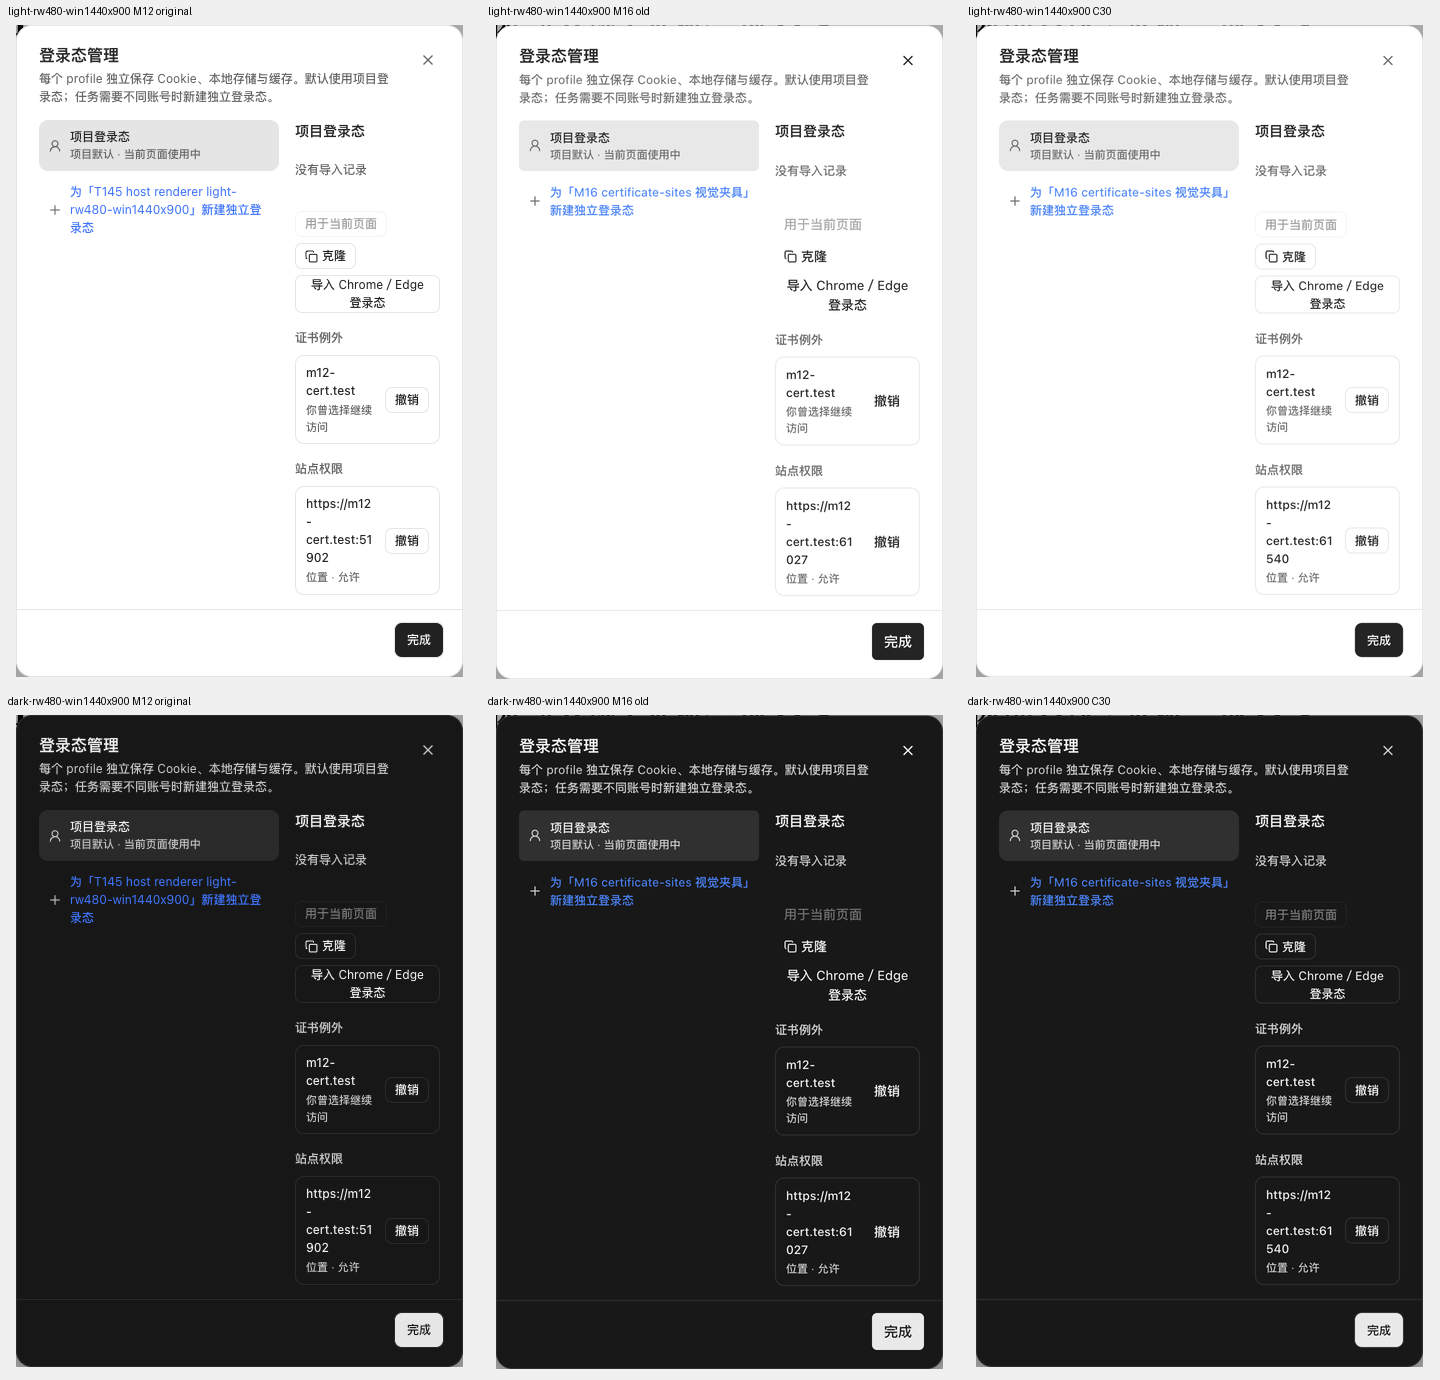 light-rw480-win1440x900 M12 original
登录态管理
每个 profile 独立保存 Cookie、本地存储与缓存。默认使用项目登
录态；任务需要不同账号时新建独立登录态。
项目登录态
项目默认 · 当前页面使用中
为「T145 host renderer light-
rw480-win1440x900」新建独立登
录态
项目登录态
没有导入记录
用于当前页面
克隆
导入 Chrome / Edge
登录态
证书例外
m12-
cert.test
你曾选择继续
访问
撤销
站点权限
https://m12
-
cert.test:51
902
位置 · 允许
撤销
完成
light-rw480-win1440x900 M16 old
登录态管理
每个 profile 独立保存 Cookie、本地存储与缓存。默认使用项目登
录态；任务需要不同账号时新建独立登录态。
项目登录态
项目默认 · 当前页面使用中
为「M16 certificate-sites 视觉夹具」
新建独立登录态
项目登录态
没有导入记录
用于当前页面
克隆
导入 Chrome / Edge
登录态
证书例外
m12-
cert.test
你曾选择继续
访问
撤销
站点权限
https://m12
-
cert.test:61
027
位置 · 允许
撤销
完成
light-rw480-win1440x900 C30
登录态管理
每个 profile 独立保存 Cookie、本地存储与缓存。默认使用项目登
录态；任务需要不同账号时新建独立登录态。
项目登录态
项目默认 · 当前页面使用中
为「M16 certificate-sites 视觉夹具」
新建独立登录态
项目登录态
没有导入记录
用于当前页面
克隆
导入 Chrome / Edge
登录态
证书例外
m12-
cert.test
你曾选择继续
访问
撤销
站点权限
https://m12
-
cert.test:61
540
位置 · 允许
撤销
完成
dark-rw480-win1440x900 M12 original
登录态管理
每个 profile 独立保存 Cookie、本地存储与缓存。默认使用项目登
录态；任务需要不同账号时新建独立登录态。
项目登录态
项目默认 · 当前页面使用中
为「T145 host renderer light-
rw480-win1440x900」新建独立登
录态
项目登录态
没有导入记录
用于当前页面
克隆
导入 Chrome / Edge
登录态
证书例外
m12-
cert.test
你曾选择继续
访问
撤销
站点权限
https://m12
-
cert.test:51
902
位置 · 允许
撤销
完成
dark-rw480-win1440x900 M16 old
登录态管理
每个 profile 独立保存 Cookie、本地存储与缓存。默认使用项目登
录态；任务需要不同账号时新建独立登录态。
项目登录态
项目默认 · 当前页面使用中
为「M16 certificate-sites 视觉夹具」
新建独立登录态
项目登录态
没有导入记录
用于当前页面
克隆
导入 Chrome / Edge
登录态
证书例外
m12-
cert.test
你曾选择继续
访问
撤销
站点权限
https://m12
-
cert.test:61
027
位置 · 允许
撤销
完成
dark-rw480-win1440x900 C30
登录态管理
每个 profile 独立保存 Cookie、本地存储与缓存。默认使用项目登
录态；任务需要不同账号时新建独立登录态。
项目登录态
项目默认 · 当前页面使用中
为「M16 certificate-sites 视觉夹具」
新建独立登录态
项目登录态
没有导入记录
用于当前页面
克隆
导入 Chrome / Edge
登录态
证书例外
m12-
cert.test
你曾选择继续
访问
撤销
站点权限
https://m12
-
cert.test:61
540
位置 · 允许
撤销
完成